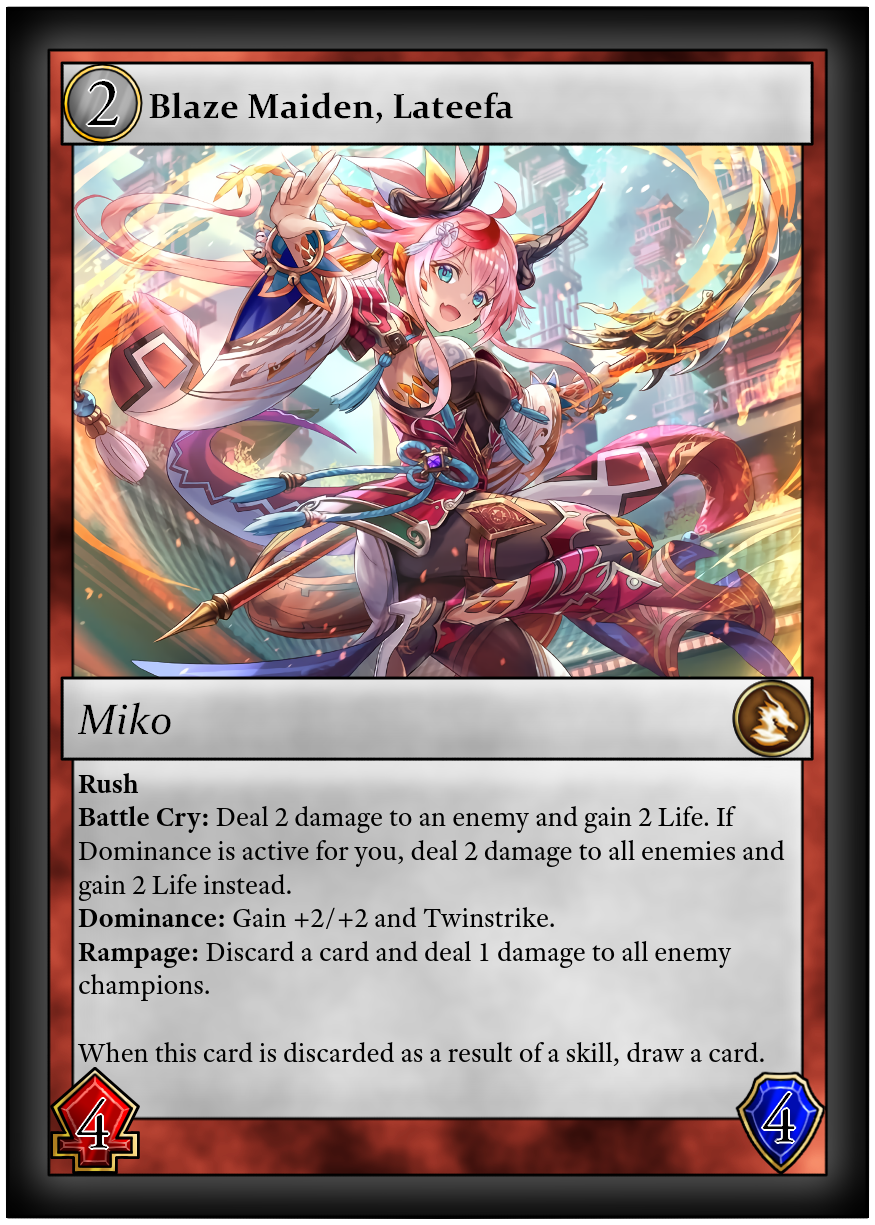 2
Blaze Maiden, Lateefa
Miko
Rush
Battle Cry: Deal 2 damage to an enemy and gain 2 Life. If
Dominance is active for you, deal 2 damage to all enemies and
gain 2 Life instead.
Dominance: Gain +2/+2 and Twinstrike.
Rampage: Discard a card and deal 1 damage to all enemy
champions.
When this card is discarded as a result of a skill, draw a card.
4
4